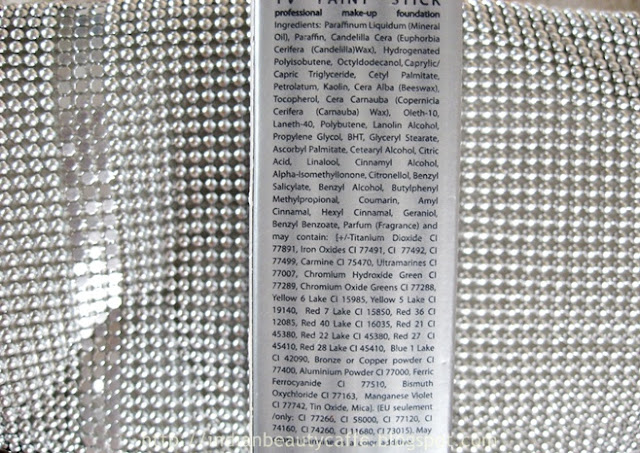 TV PAINT STICK
professional make-up foundation
Ingredients: Paraffinum Liquidum (Mineral
Oil), Paraffin, Candelilla Cera (Euphorbia
Cerifera (Candelilla)Wax), Hydrogenated
Polyisobutene, Octyldodecanol, Caprylic/
Capric Triglyceride, Cetyl Palmitate,
Petrolatum, Kaolin, Cera Alba (Beeswax),
Tocopherol, Cera Carnauba (Copernicia
Cerifera (Carnauba) Wax), Oleth-10,
Laneth-40, Polybutene, Lanolin Alcohol,
Propylene Glycol, BHT, Glyceryl Stearate,
Ascorbyl Palmitate, Cetearyl Alcohol, Citric
Acid, Linalool, Cinnamyl Alcohol,
Alpha-Isomethyllonone, Citronellol, Benzyl
Salicylate, Benzyl Alcohol, Butylphenyl
Methylpropional, Coumarin, Amyl
Cinnamal, Hexyl Cinnamal, Geraniol,
Benzyl Benzoate, Parfum (Fragrance) and
may contain: [+/-Titanium Dioxide CI
77891, Iron Oxides CI 77491, CI 77492, CI
77499, Carmine CI 75470, Ultramarines CI
77007, Chromium Hydroxide Green CI
77289, Chromium Oxide Greens CI 77288,
Yellow 6 Lake CI 15985, Yellow 5 Lake CI
19140, Red 7 Lake CI 15850, Red 36 CI
12085, Red 40 Lake CI 16035, Red 21 CI
45380, Red 22 Lake CI 45380, Red 27 CI
45410, Red 28 Lake CI 45410, Blue 1 Lake
CI 42090, Bronze or Copper powder CI
77400, Aluminium Powder CI 77000, Ferric
Ferrocyanide CI 77510, Bismuth
Oxychloride CI 77163, Manganese Violet
CI 77742, Tin Oxide, Mica]. [EU seulement
/only: CI 77266, CI 58000, CI 77120, CI
74160, CI 74260, CI 11680, CI 73015). May
color additive